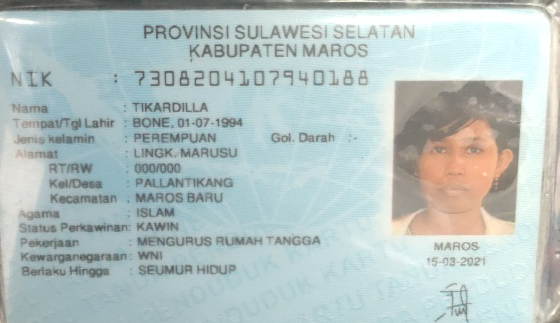 PROVINSI SULAWESI SELATAN
KABUPATEN MAROS
NIK : 7308204107940188
Nama : TIKARDILLA
Tempat/Tgl Lahir : BONE, 01-07-1994
Jenis kelamin : PEREMPUAN Gol. Darah :-
Alamat : LINGK. MARUSU
RT/RW : 000/000
Kel/Desa : PALLANTIKANG
Kecamatan : MAROS BARU
Agama : ISLAM
Status Perkawinan: KAWIN
Pekerjaan : MENGURUS RUMAH TANGGA
Kewarganegaraan: WNI
Berlaku Hingga : SEUMUR HIDUP
MAROS
15-03-2021